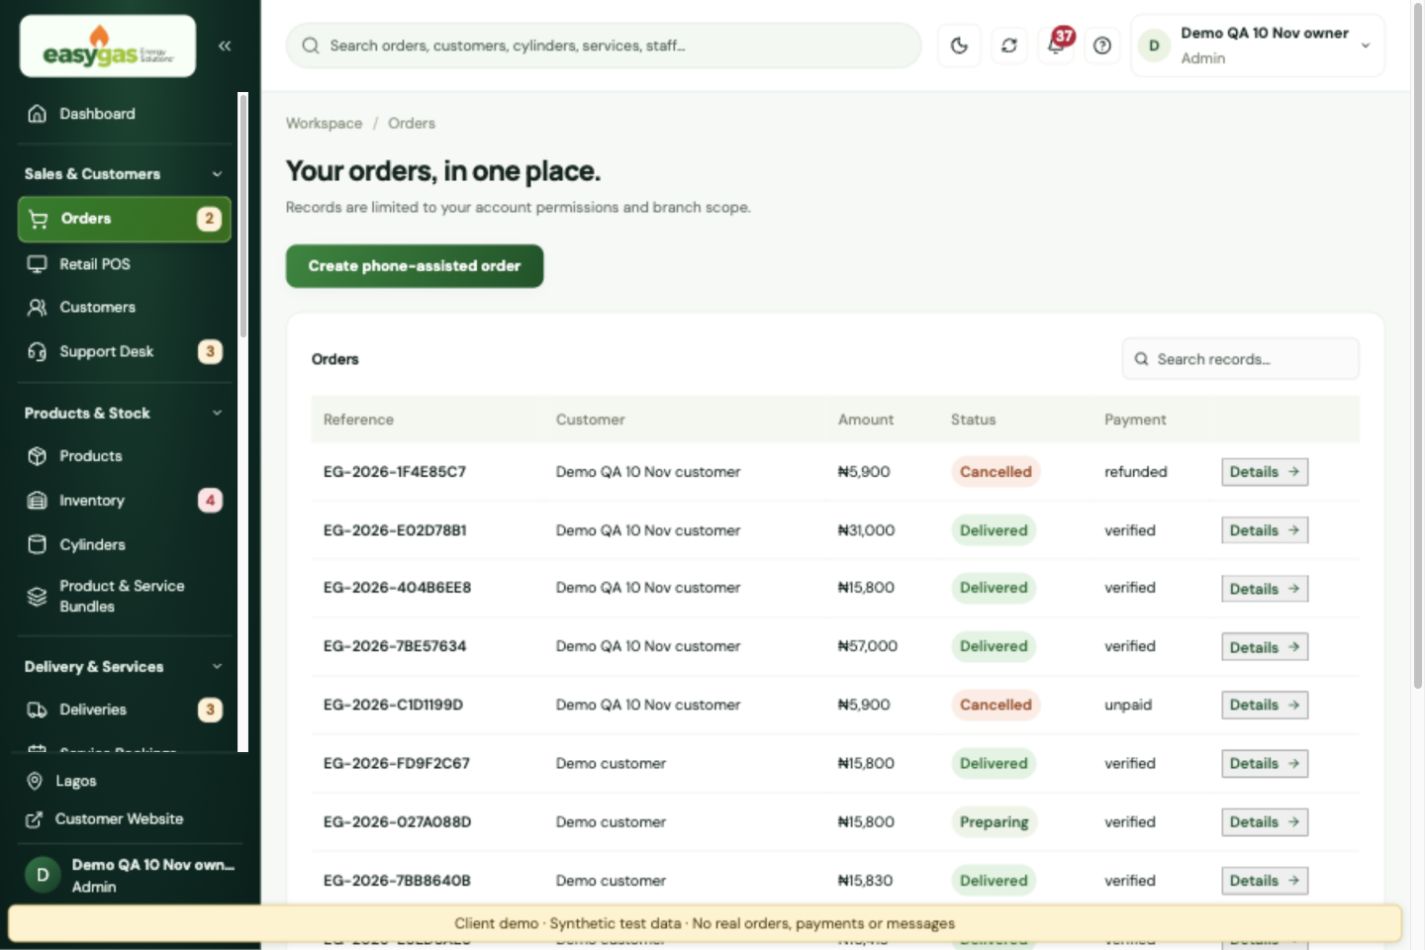 easygas Energy Solutions
Dashboard
Sales & Customers
Orders 2
Retail POS
Customers
Support Desk 3
Products & Stock
Products
Inventory 4
Cylinders
Product & Service
Bundles
Delivery & Services
Deliveries 3
Service Bookings
Lagos
Customer Website
D
Demo QA 10 Nov own...
Admin
Search orders, customers, cylinders, services, staff...
37
D
Demo QA 10 Nov owner
Admin
Workspace / Orders
Your orders, in one place.
Records are limited to your account permissions and branch scope.
Create phone-assisted order
Orders
Search records...
Reference Customer Amount Status Payment
EG-2026-1F4E85C7 Demo QA 10 Nov customer ₦5,900 Cancelled refunded Details →
EG-2026-E02D78B1 Demo QA 10 Nov customer ₦31,000 Delivered verified Details →
EG-2026-404B6EE8 Demo QA 10 Nov customer ₦15,800 Delivered verified Details →
EG-2026-7BE57634 Demo QA 10 Nov customer ₦57,000 Delivered verified Details →
EG-2026-C1D1199D Demo QA 10 Nov customer ₦5,900 Cancelled unpaid Details →
EG-2026-FD9F2C67 Demo customer ₦15,800 Delivered verified Details →
EG-2026-027A088D Demo customer ₦15,800 Preparing verified Details →
EG-2026-7BB8640B Demo customer ₦15,830 Delivered verified Details →
Client demo · Synthetic test data · No real orders, payments or messages